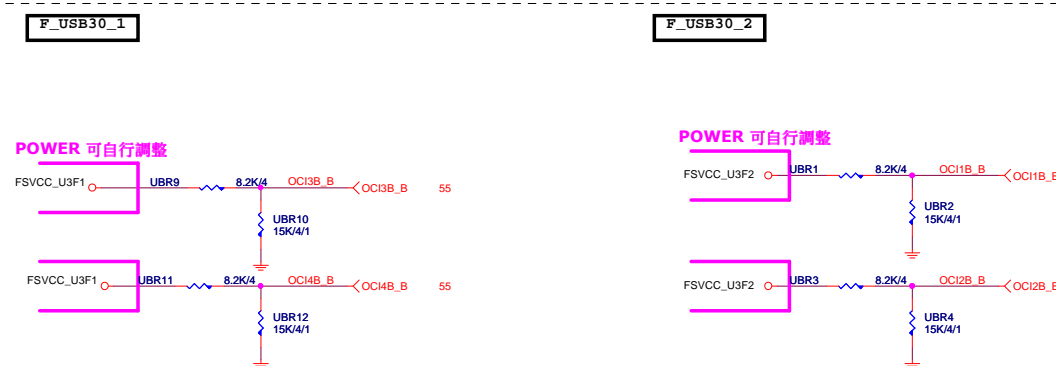 F_USB30_1
F_USB30_2
POWER 可自行調整
FSVCC_U3F1
UBR9
8.2K/4
OCI3B_B
OCI3B_B
55
UBR10
15K/4/1
FSVCC_U3F1
UBR11
8.2K/4
OCI4B_B
OCI4B_B
55
UBR12
15K/4/1
POWER 可自行調整
FSVCC_U3F2
UBR1
8.2K/4
OCI1B_B
OCI1B_B
UBR2
15K/4/1
FSVCC_U3F2
UBR3
8.2K/4
OCI2B_B
OCI2B_B
UBR4
15K/4/1